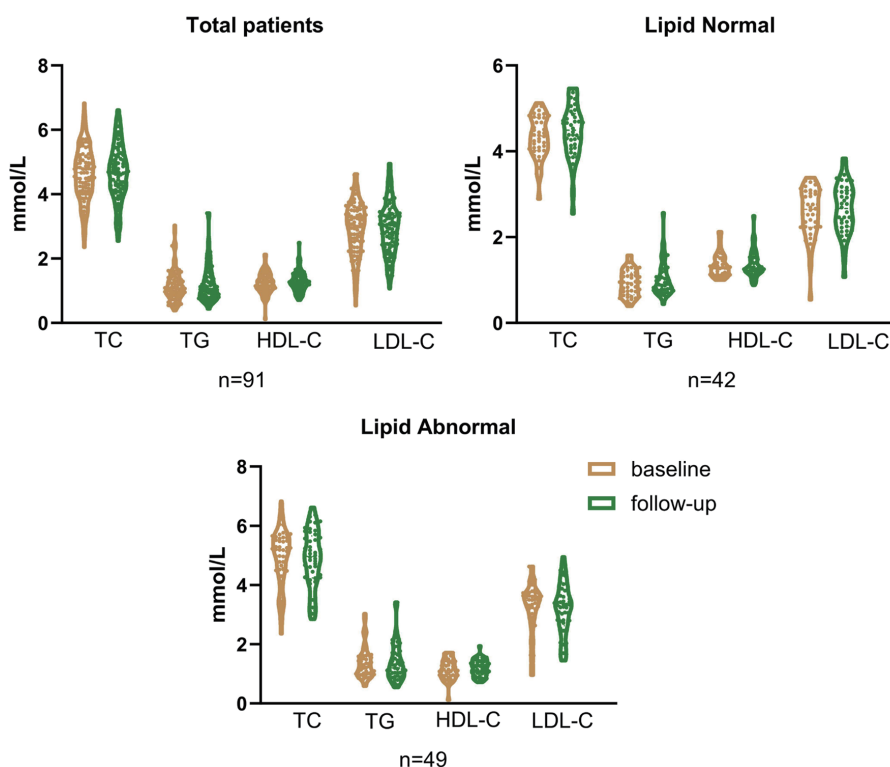 Total patients
8
6
4
2
0
mmol/L
TC
TG
HDL-C
LDL-C
n=91
Lipid Normal
6
4
2
0
mmol/L
TC
TG
HDL-C
LDL-C
n=42
Lipid Abnormal
8
6
4
2
0
mmol/L
TC
TG
HDL-C
LDL-C
n=49
baseline
follow-up